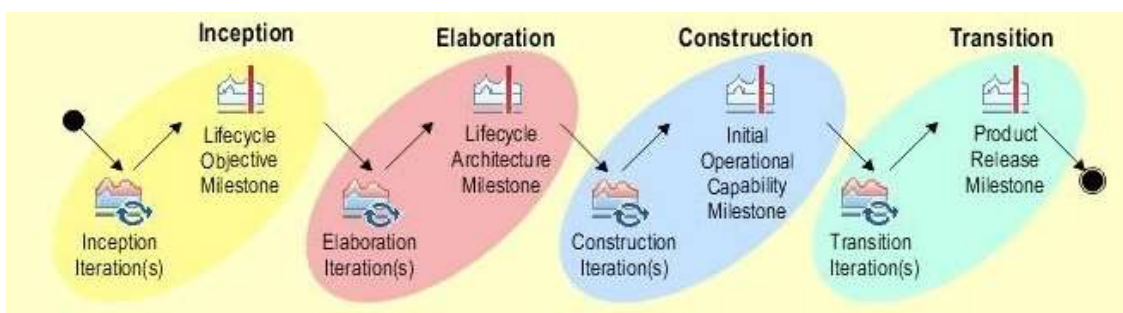 Inception
Elaboration
Construction
Transition
Lifecycle
Objective
Milestone
Inception
Iteration(s)
Lifecycle
Architecture
Milestone
Elaboration
Iteration(s)
Initial
Operational
Capability
Milestone
Construction
Iteration(s)
Product
Release
Milestone
Transition
Iteration(s)